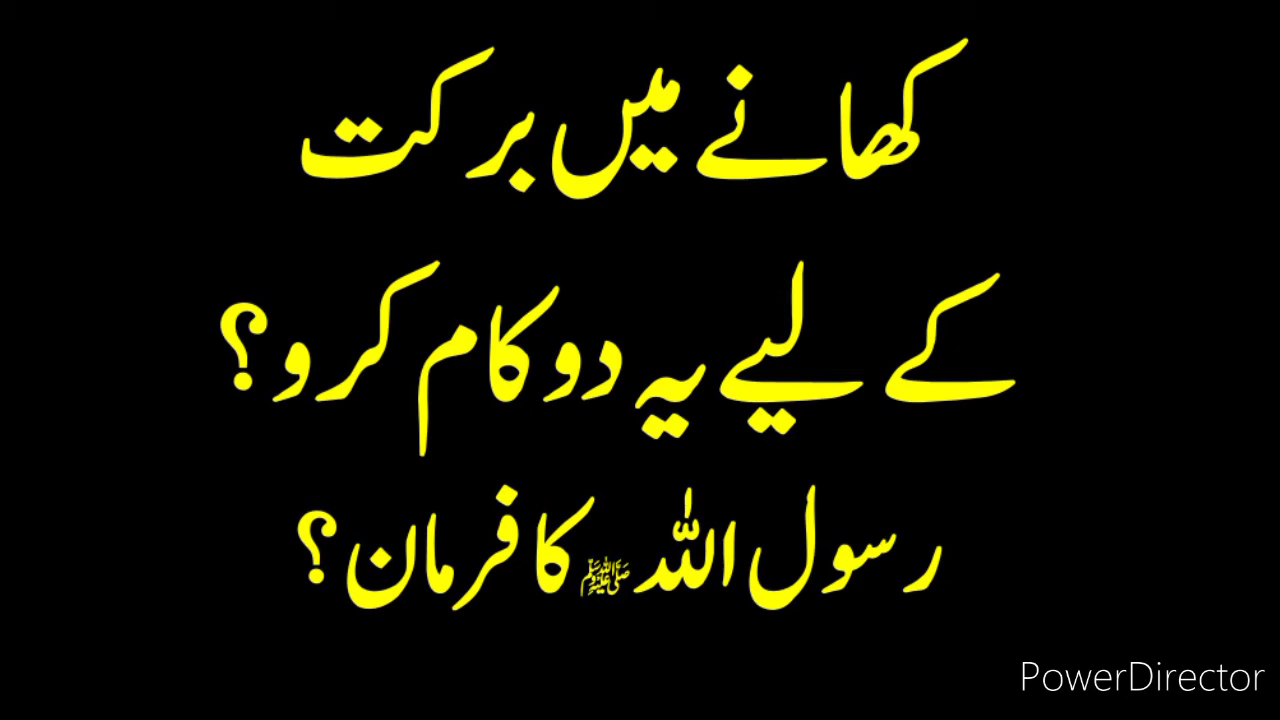 کھانے میں برکت
کے لیے یہ دو کام کرو؟
رسول اللہ ﷺ کا فرمان؟
PowerDirector